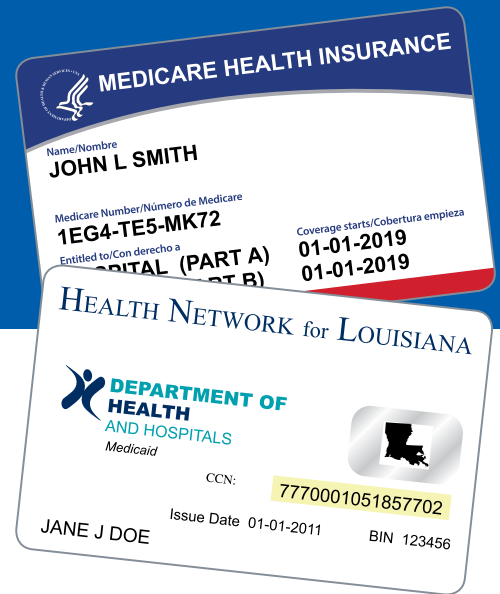 MEDICARE HEALTH INSURANCE
Name/Nombre
JOHN L SMITH
Medicare Number/Número de Medicare
1EG4-TE5-MK72
Entitled to/Con derecho a
Coverage starts/Cobertura empieza
PITAL (PART A)
01-01-2019
RT B)
01-01-2019
HEALTH NETWORK for LOUISIANA
DEPARTMENT OF
HEALTH
AND HOSPITALS
Medicaid
CCN:
7770001051857702
Issue Date 01-01-2011
BIN 123456
JANE J DOE